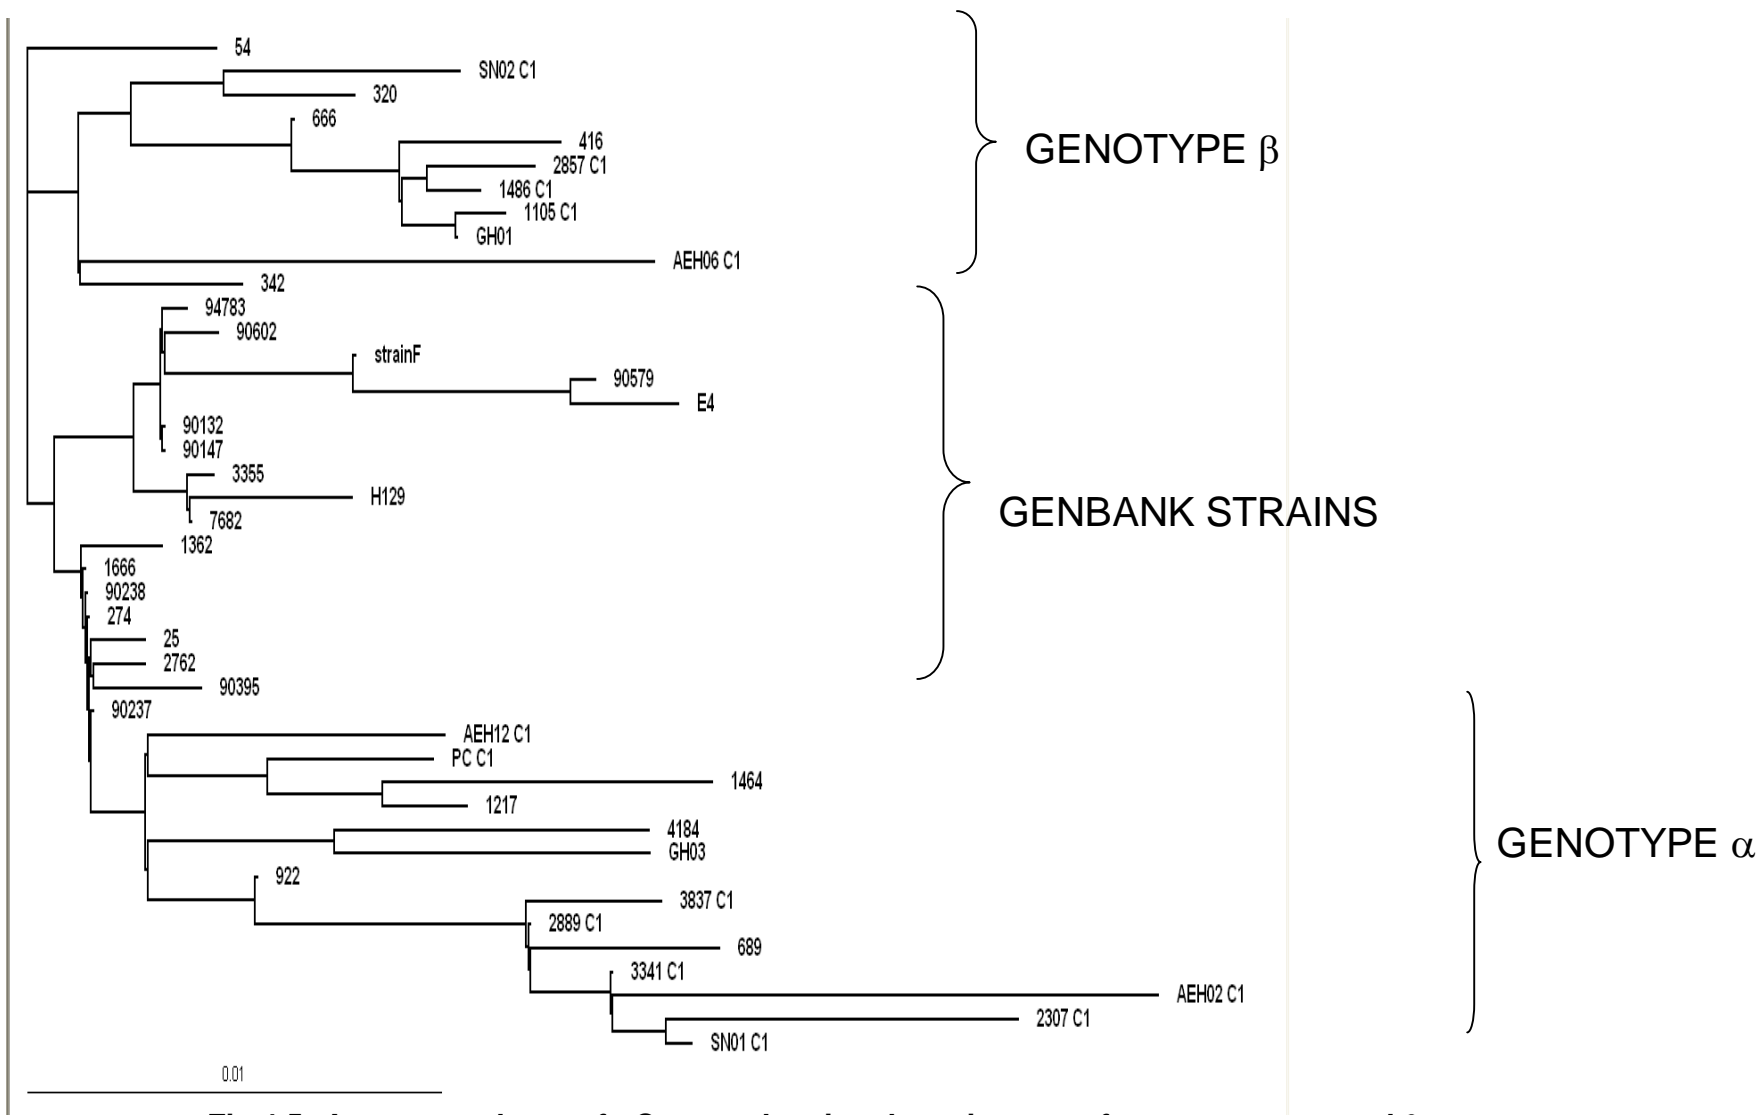 54
SN02 C1
320
666
416
2857 C1
1486 C1
1105 C1
GH01
AEH06 C1
342
GENOTYPE β
94783
90602
strainF
90579
E4
90132
90147
3355
H129
7682
1362
1666
90238
274
25
2762
90395
GENBANK STRAINS
90237
AEH12 C1
PC C1
1464
1217
4184
GH03
922
3837 C1
2889 C1
689
3341 C1
AEH02 C1
2307 C1
SN01 C1
GENOTYPE α
0.01